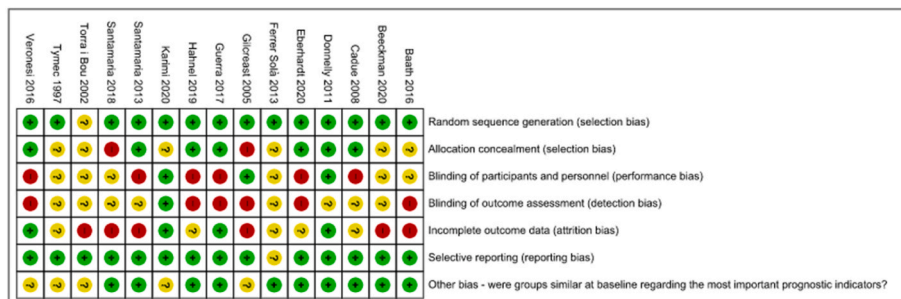 Veronesi 2016
Tymec 1997
Torra i Bou 2002
Santamaria 2018
Santamaria 2013
Karimi 2020
Hahnel 2019
Guerra 2017
Gilcreast 2005
Ferrer Solà 2013
Eberhardt 2020
Donnelly 2011
Cadue 2008
Beeckman 2020
Baath 2016
+ + ? + + + + + + + + + + + + Random sequence generation (selection bias)
+ ? ? - + ? + + - ? + + + ? ? Allocation concealment (selection bias)
- ? ? ? - + - - + ? - + - ? ? Blinding of participants and personnel (performance bias)
- ? ? ? ? + - - - ? - ? ? ? - Blinding of outcome assessment (detection bias)
+ ? - - - + ? + - ? ? + ? - - Incomplete outcome data (attrition bias)
+ + + + + + + + + ? + + + + + Selective reporting (reporting bias)
? ? ? + + ? + + ? + + + + + + Other bias - were groups similar at baseline regarding the most important prognostic indicators?